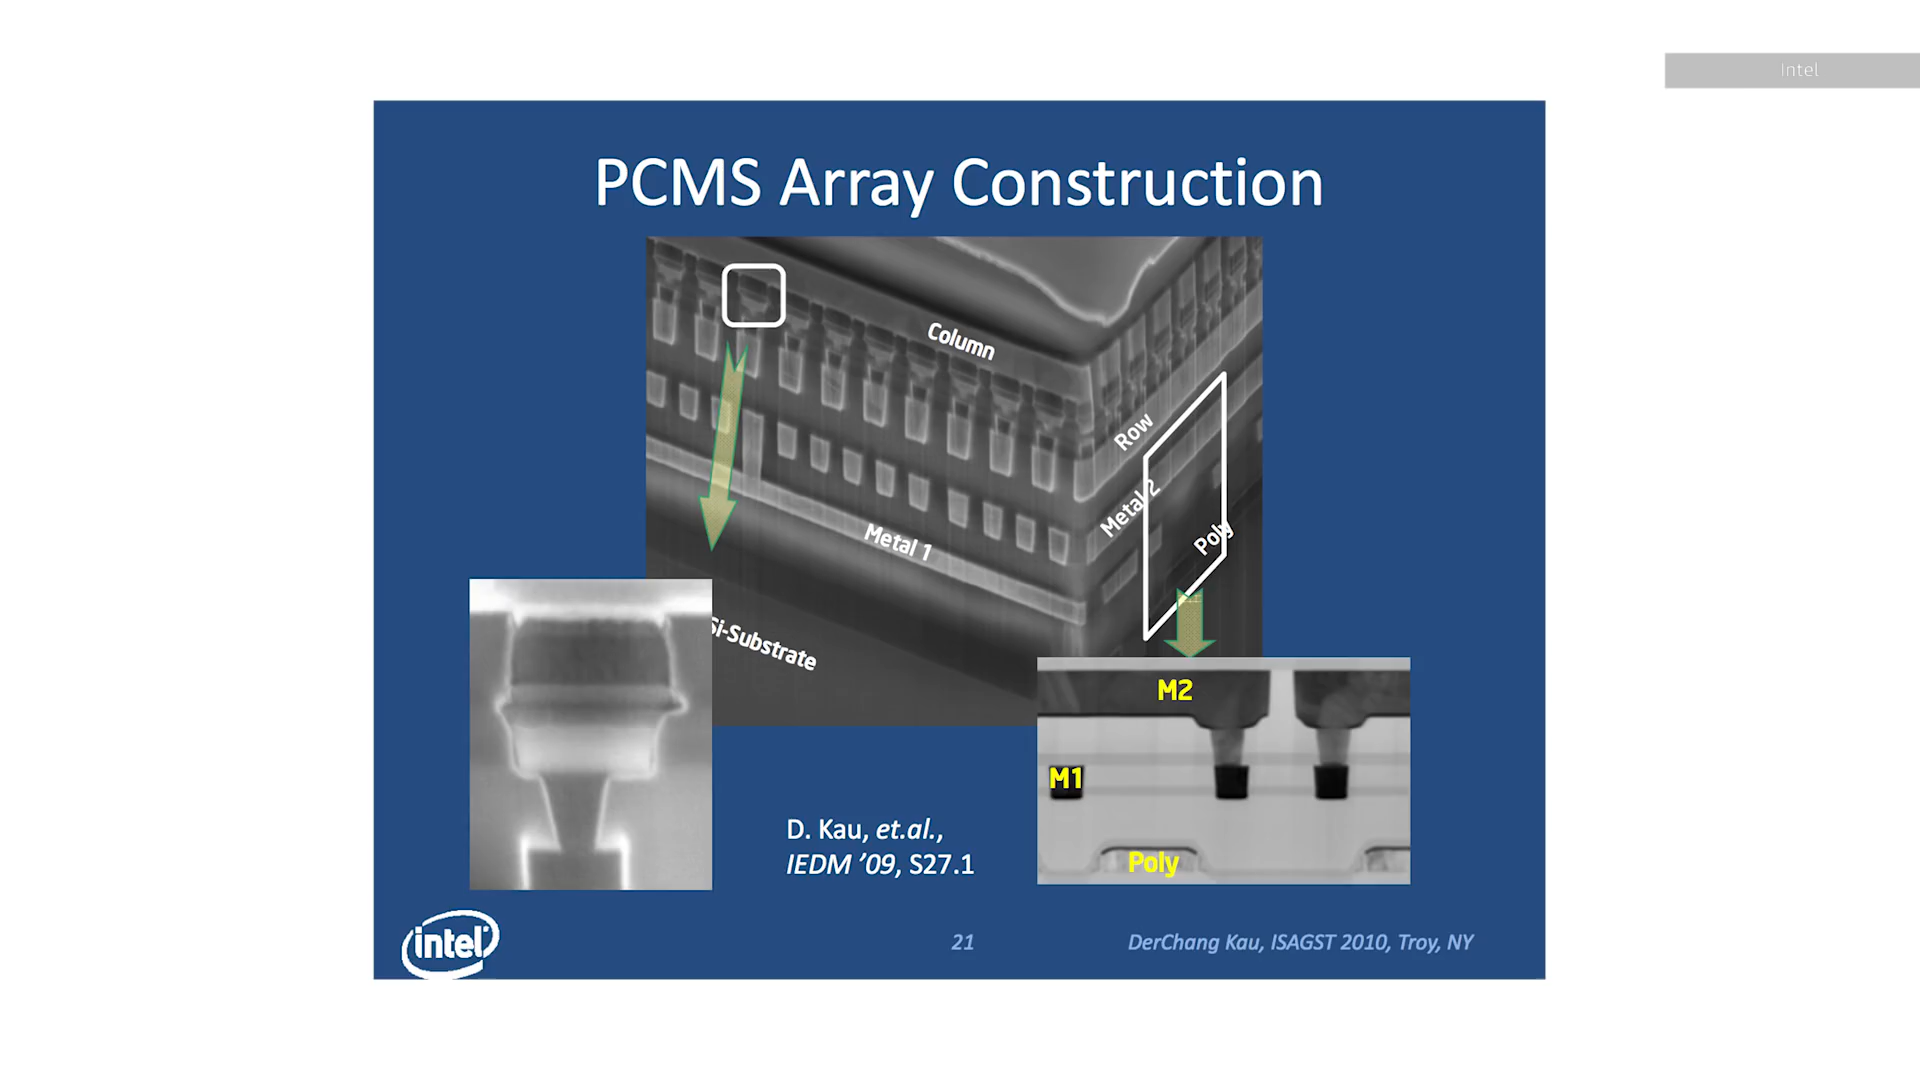 Intel
PCMS Array Construction
Column
Row
Metal 2
Poly
Metal 1
Si-Substrate
M2
M1
Poly
D. Kau, et.al.,
IEDM ’09, S27.1
intel
21
DerChang Kau, ISAGST 2010, Troy, NY